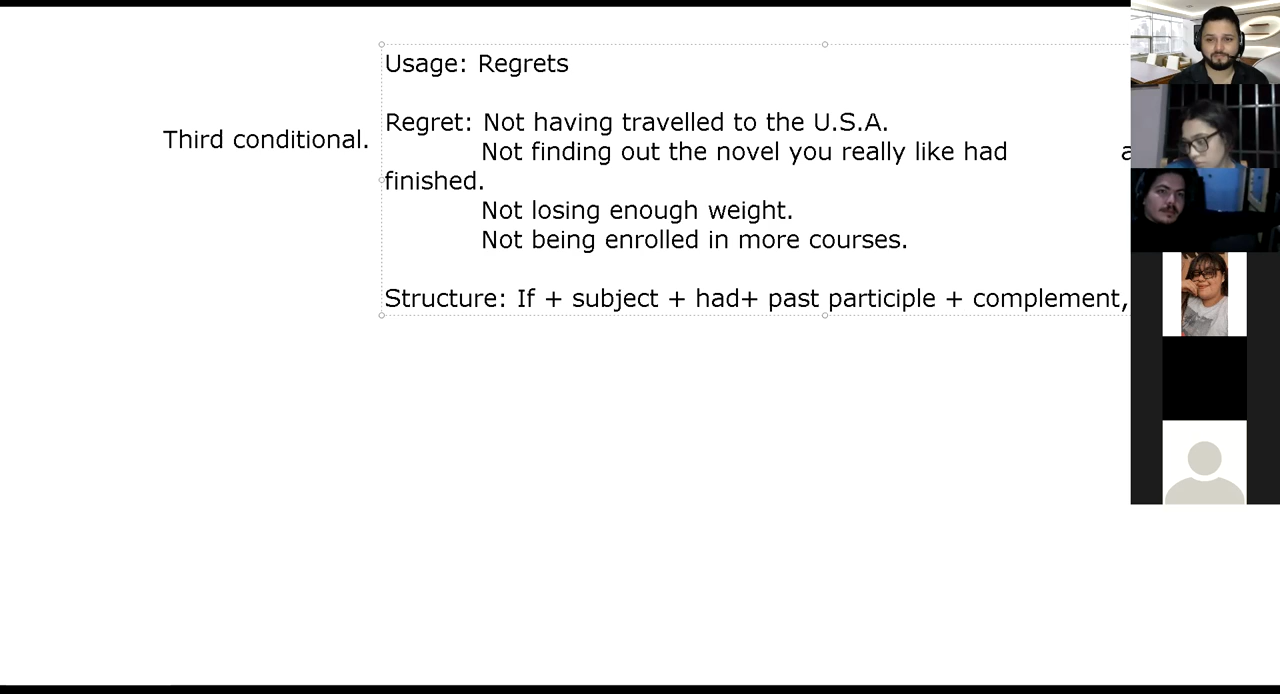 Usage: Regrets
Third conditional.
Regret: Not having travelled to the U.S.A.
Not finding out the novel you really like had
finished.
Not losing enough weight.
Not being enrolled in more courses.
Structure: If + subject + had+ past participle + complement,